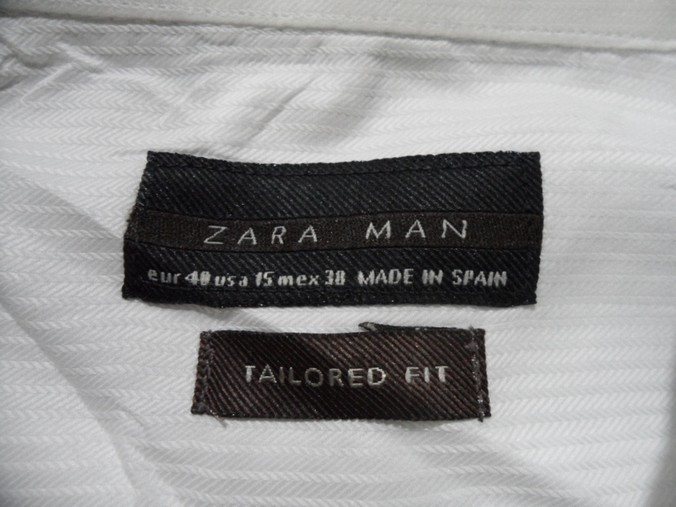 ZARA MAN
eur 40 usa 15 mex 38 MADE IN SPAIN
TAILORED FIT